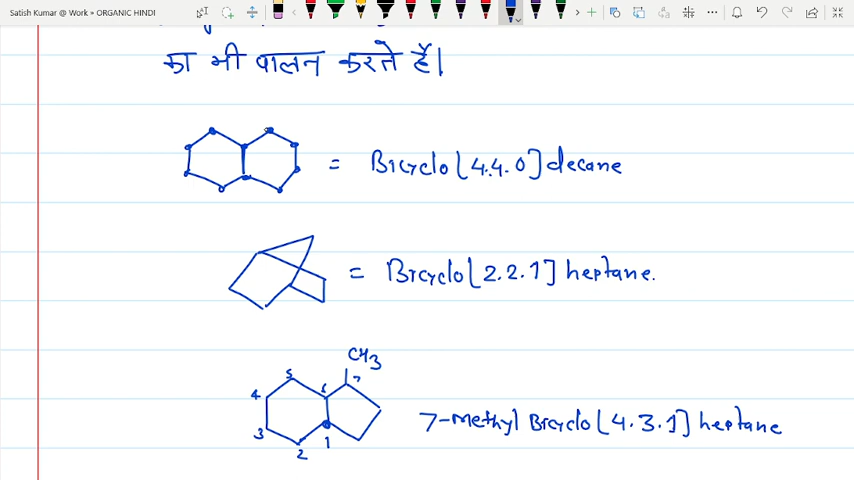 Satish Kumar @ Work » ORGANIC HINDI
का भी पालन करते हैं।
= Bicyclo[4.4.0]decane
= Bicyclo[2.2.1]heptane.
CH3
5
7
4
6
3
1
2
7-Methyl Bicyclo[4.3.1]heptane